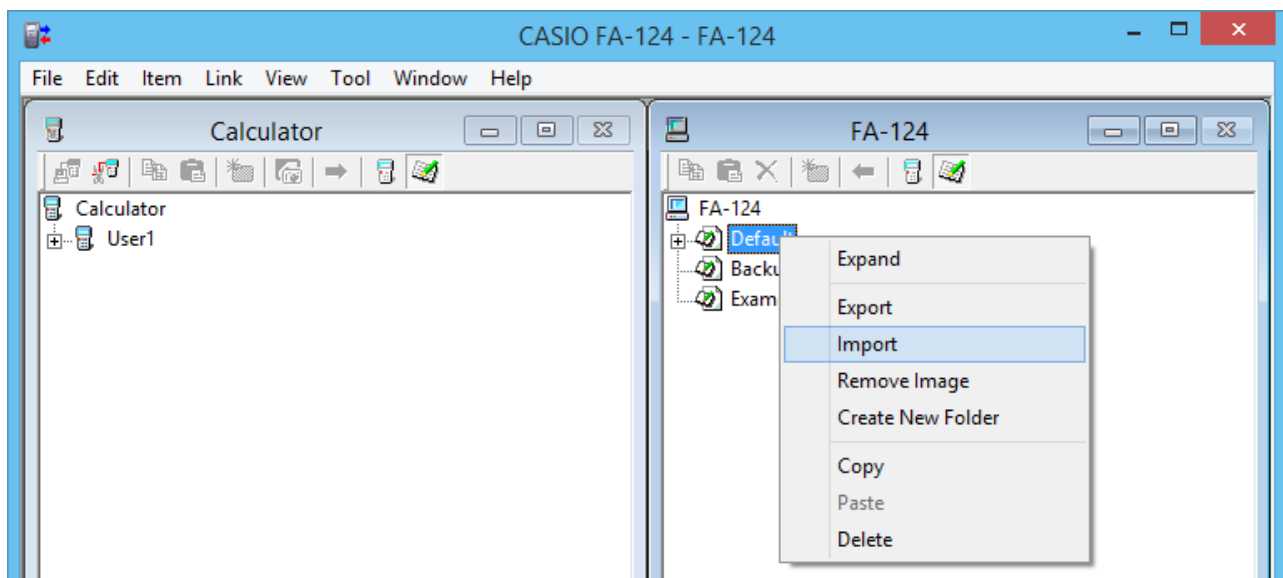 CASIO FA-124 - FA-124
File Edit Item Link View Tool Window Help
Calculator
Calculator
User1
FA-124
FA-124
Default
Backu
Exam
Expand
Export
Import
Remove Image
Create New Folder
Copy
Paste
Delete